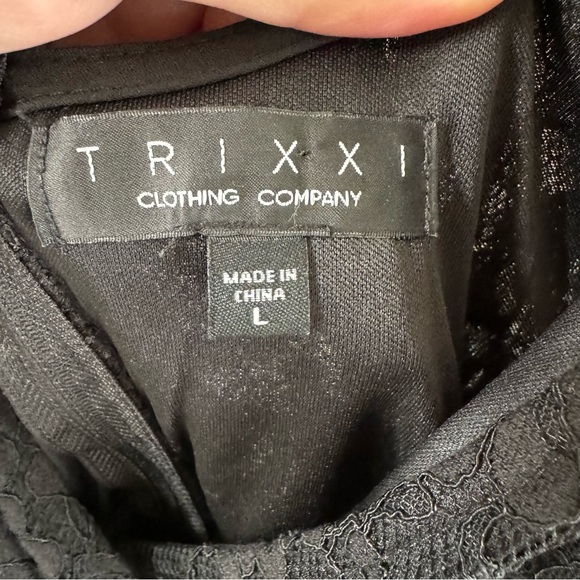 TRIXXI
CLOTHING COMPANY
MADE IN
CHINA
L